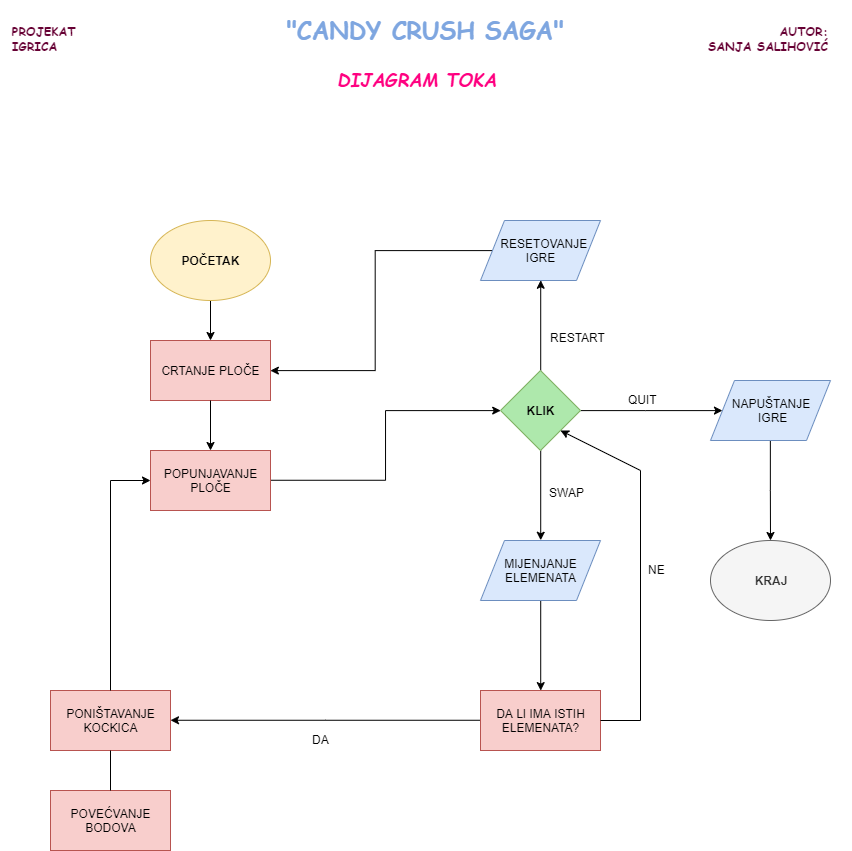 PROJEKAT
IGRICA
"CANDY CRUSH SAGA"
AUTOR:
SANJA SALIHOVIĆ
DIJAGRAM TOKA
POČETAK
RESETOVANJE
IGRE
RESTART
CRTANJE PLOČE
KLIK
QUIT
NAPUŠTANJE
IGRE
POPUNJAVANJE
PLOČE
SWAP
MIJENJANJE
ELEMENATA
NE
KRAJ
PONIŠTAVANJE
KOCKICA
DA
DA LI IMA ISTIH
ELEMENATA?
POVEĆVANJE
BODOVA